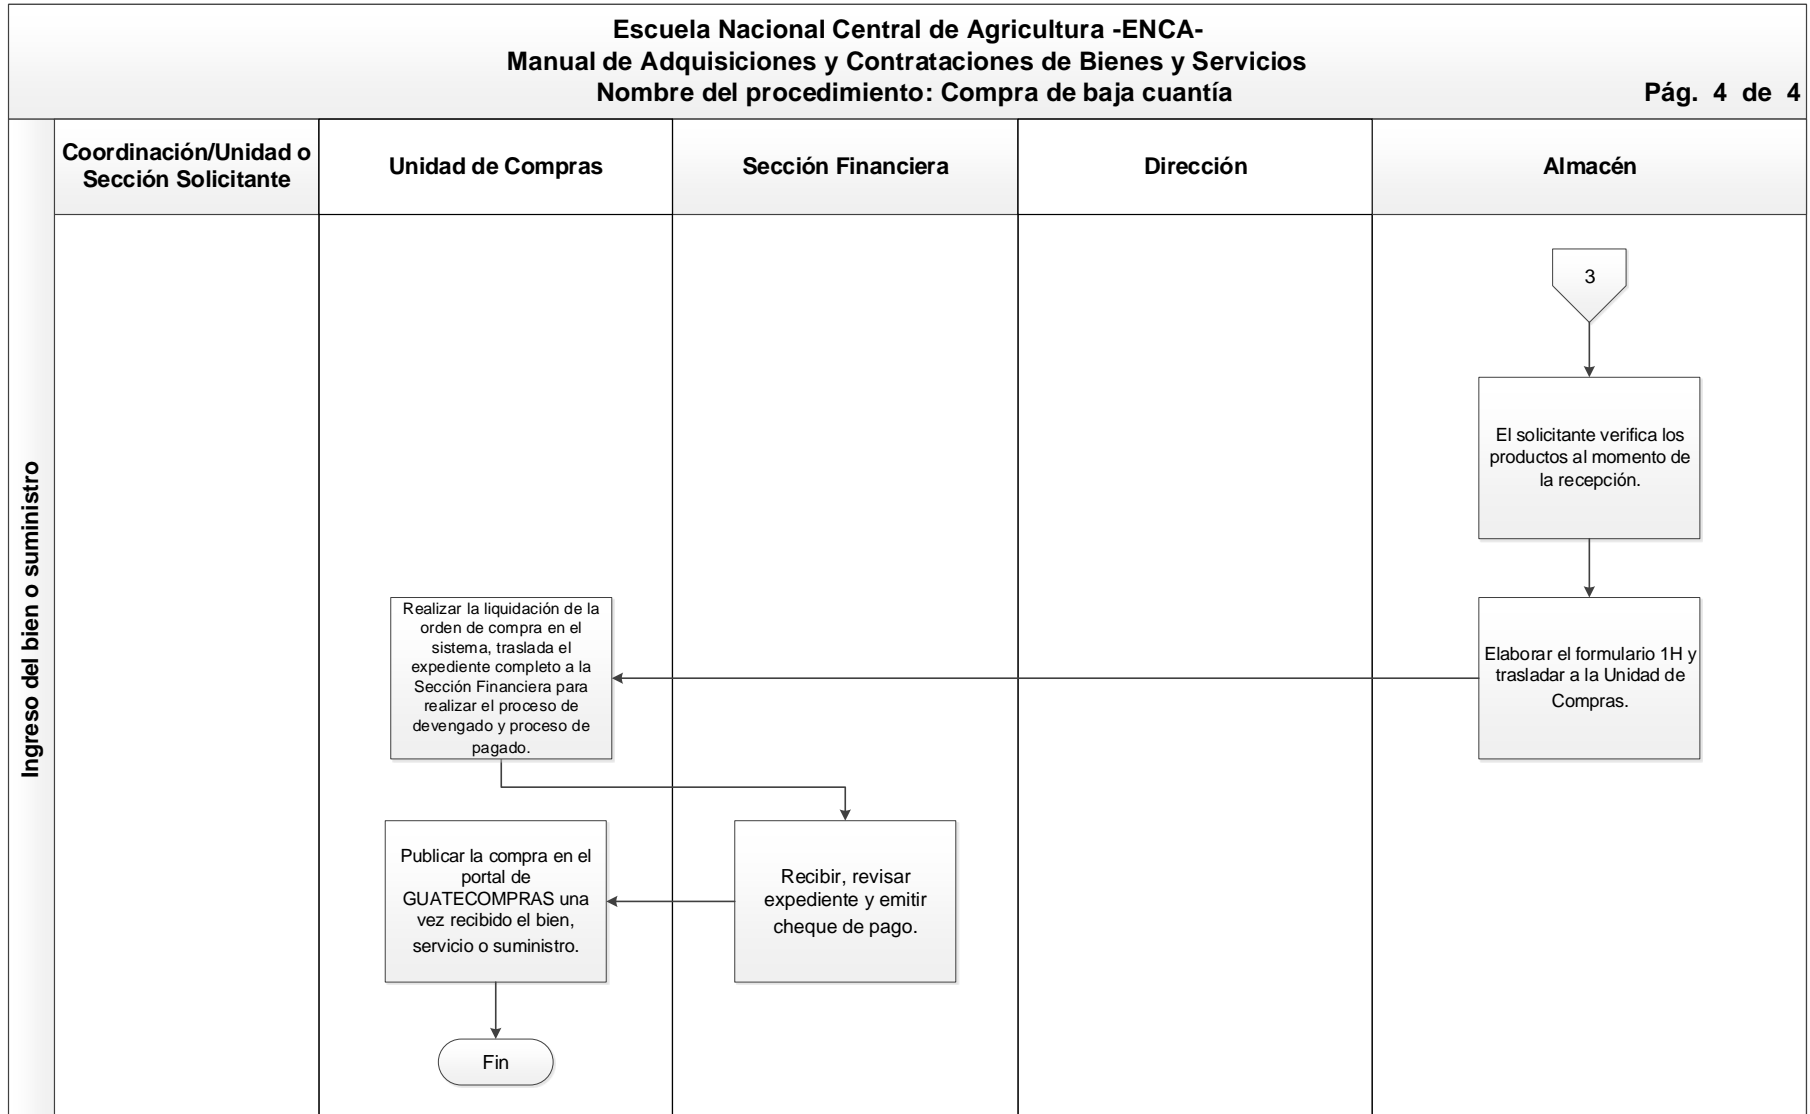 Escuela Nacional Central de Agricultura -ENCA-
Manual de Adquisiciones y Contrataciones de Bienes y Servicios
Nombre del procedimiento: Compra de baja cuantía
Pág. 4 de 4
Coordinación/Unidad o
Sección Solicitante
Unidad de Compras
Sección Financiera
Dirección
Almacén
Ingreso del bien o suministro
3
El solicitante verifica los
productos al momento de
la recepción.
Elaborar el formulario 1H y
trasladar a la Unidad de
Compras.
Realizar la liquidación de la
orden de compra en el
sistema, traslada el
expediente completo a la
Sección Financiera para
realizar el proceso de
devengado y proceso de
pagado.
Recibir, revisar
expediente y emitir
cheque de pago.
Publicar la compra en el
portal de
GUATECOMPRAS una
vez recibido el bien,
servicio o suministro.
Fin